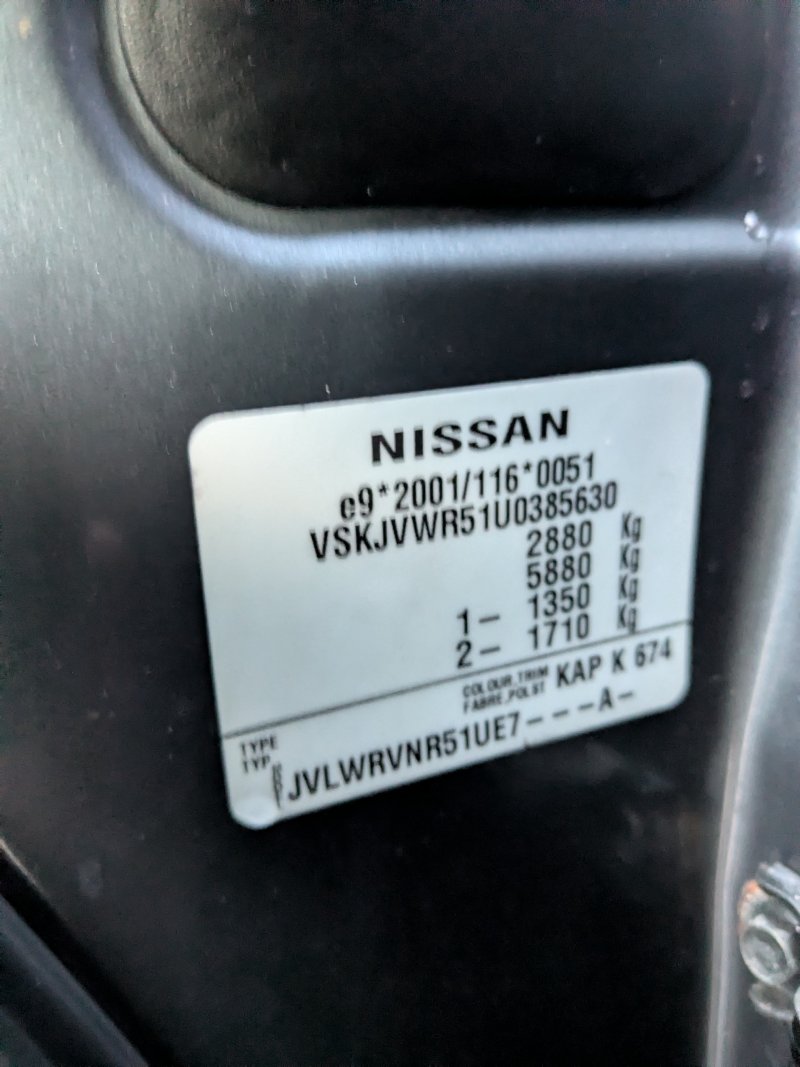 NISSAN
e9*2001/116*0051
VSKJVWR51U0385630
2880 Kg
5880 Kg
1- 1350 Kg
2- 1710 Kg
COLOUR,TRIM KAP K 674
FABRE,POLST
TYPE
TYP
JVLWRVNR51UE7---A-